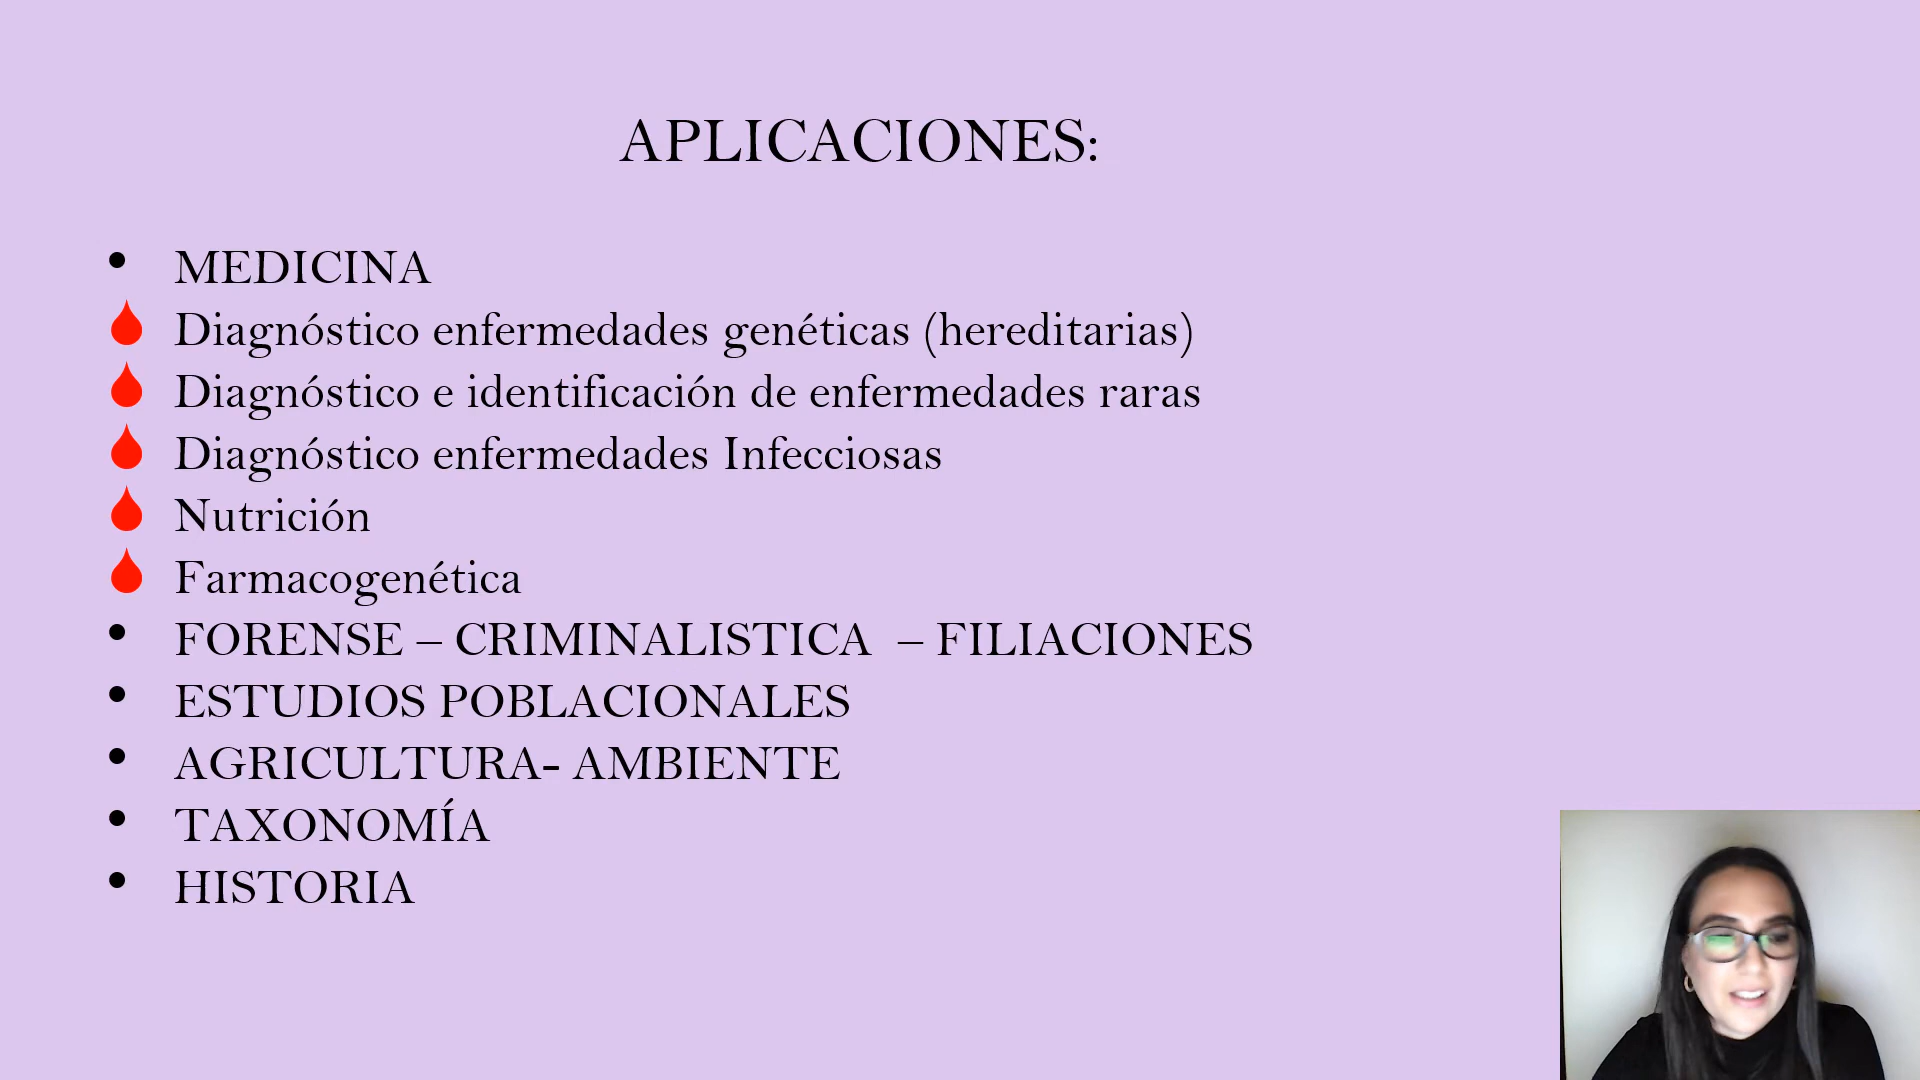 APLICACIONES:
• MEDICINA
Diagnóstico enfermedades genéticas (hereditarias)
Diagnóstico e identificación de enfermedades raras
Diagnóstico enfermedades Infecciosas
Nutrición
Farmacogenética
• FORENSE – CRIMINALISTICA – FILIACIONES
• ESTUDIOS POBLACIONALES
• AGRICULTURA- AMBIENTE
• TAXONOMÍA
• HISTORIA